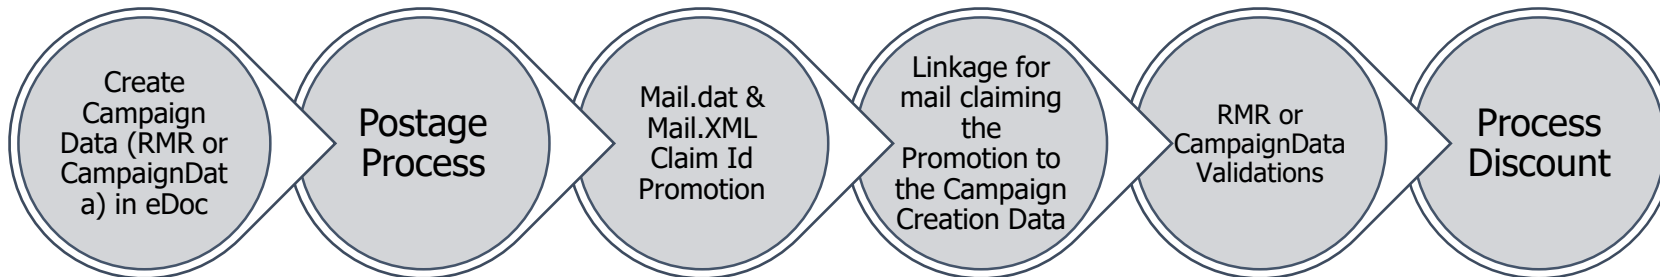 Create
Campaign
Data (RMR or
CampaignDat
a) in eDoc
Postage
Process
Mail.dat &
Mail.XML
Claim Id
Promotion
Linkage for
mail claiming
the
Promotion to
the Campaign
Creation Data
RMR or
CampaignData
Validations
Process
Discount